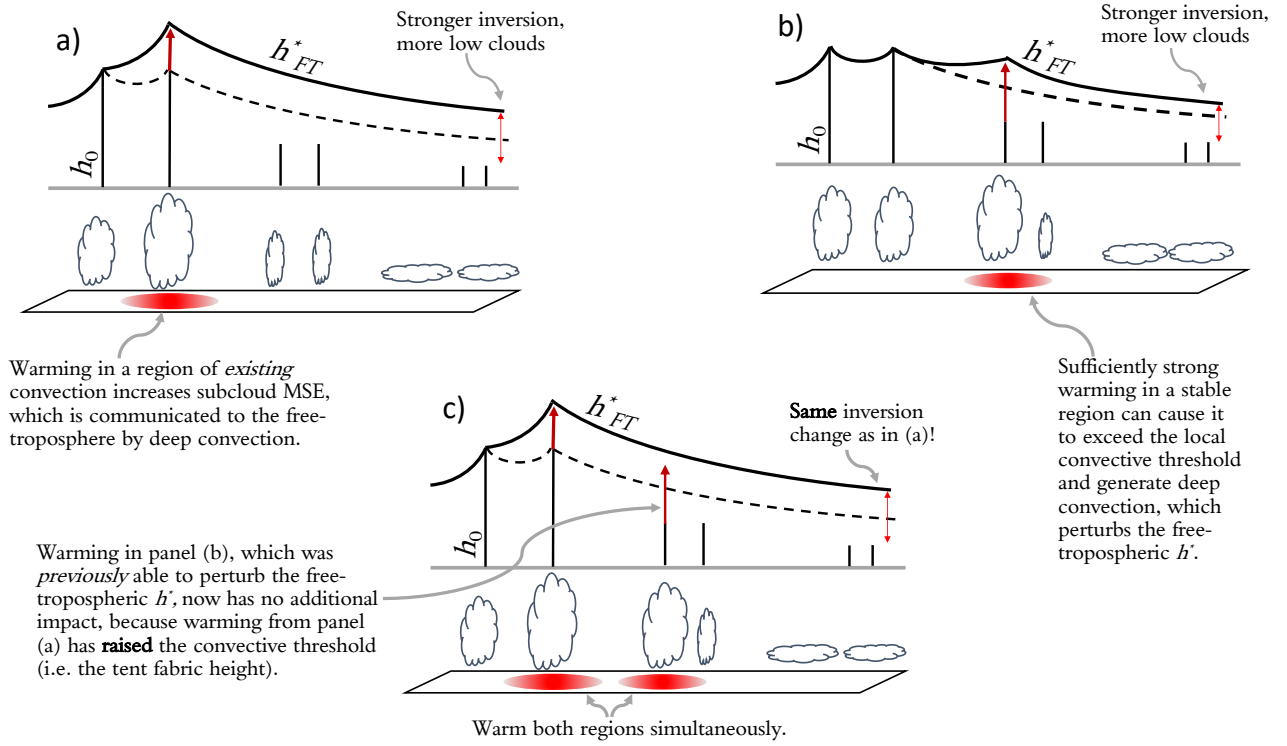 a)
Stronger inversion,
more low clouds
h*FT
h0
Warming in a region of existing
convection increases subcloud MSE,
which is communicated to the free-
troposphere by deep convection.
b)
Stronger inversion,
more low clouds
h*FT
h0
Sufficiently strong
warming in a stable
region can cause it
to exceed the local
convective threshold
and generate deep
convection, which
perturbs the free-
tropospheric h*.
c)
Same inversion
change as in (a)!
h*FT
h0
Warming in panel (b), which was
previously able to perturb the free-
tropospheric h*, now has no additional
impact, because warming from panel
(a) has raised the convective threshold
(i.e. the tent fabric height).
Warm both regions simultaneously.